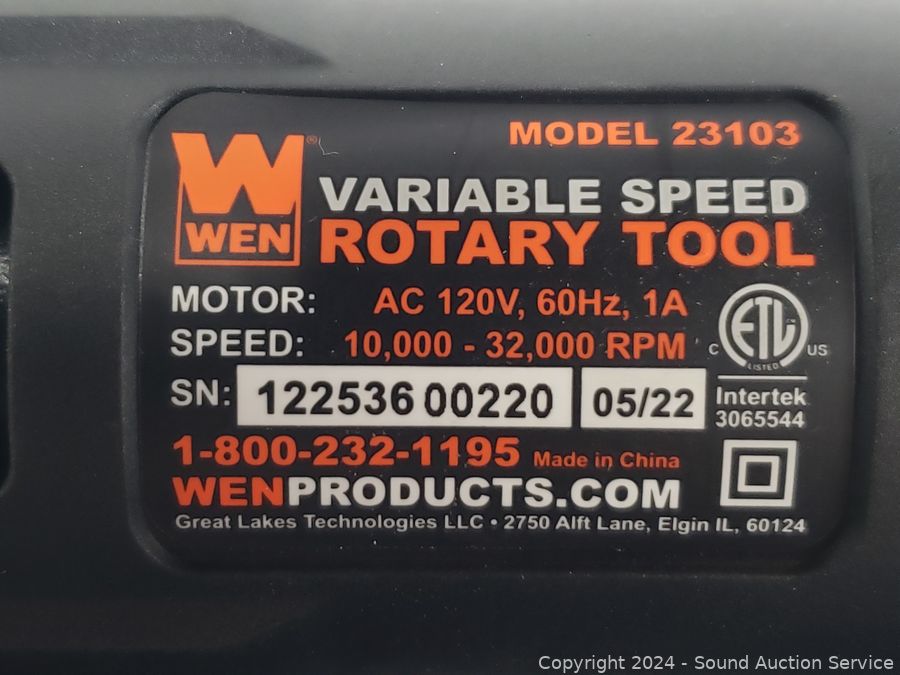 MODEL 23103
W®
WEN
VARIABLE SPEED
ROTARY TOOL
MOTOR: AC 120V, 60Hz, 1A
SPEED: 10,000 - 32,000 RPM
ETL
C US
LISTED
SN: 122536 00220 05/22
Intertek
3065544
1-800-232-1195 Made in China
WENPRODUCTS.COM
Great Lakes Technologies LLC • 2750 Alft Lane, Elgin IL, 60124
Copyright 2024 - Sound Auction Service